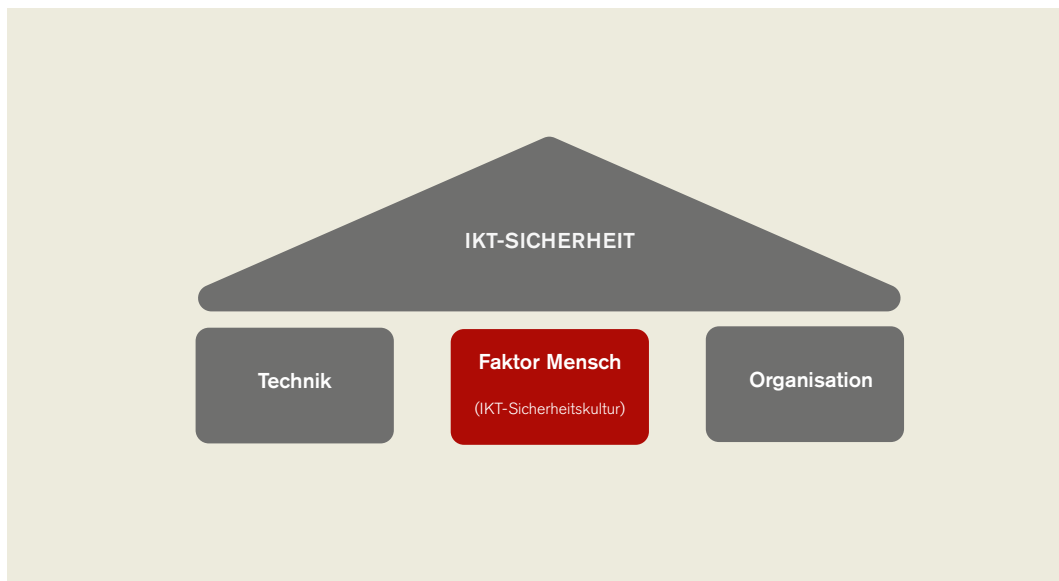 IKT-SICHERHEIT
Technik
Faktor Mensch
(IKT-Sicherheitskultur)
Organisation